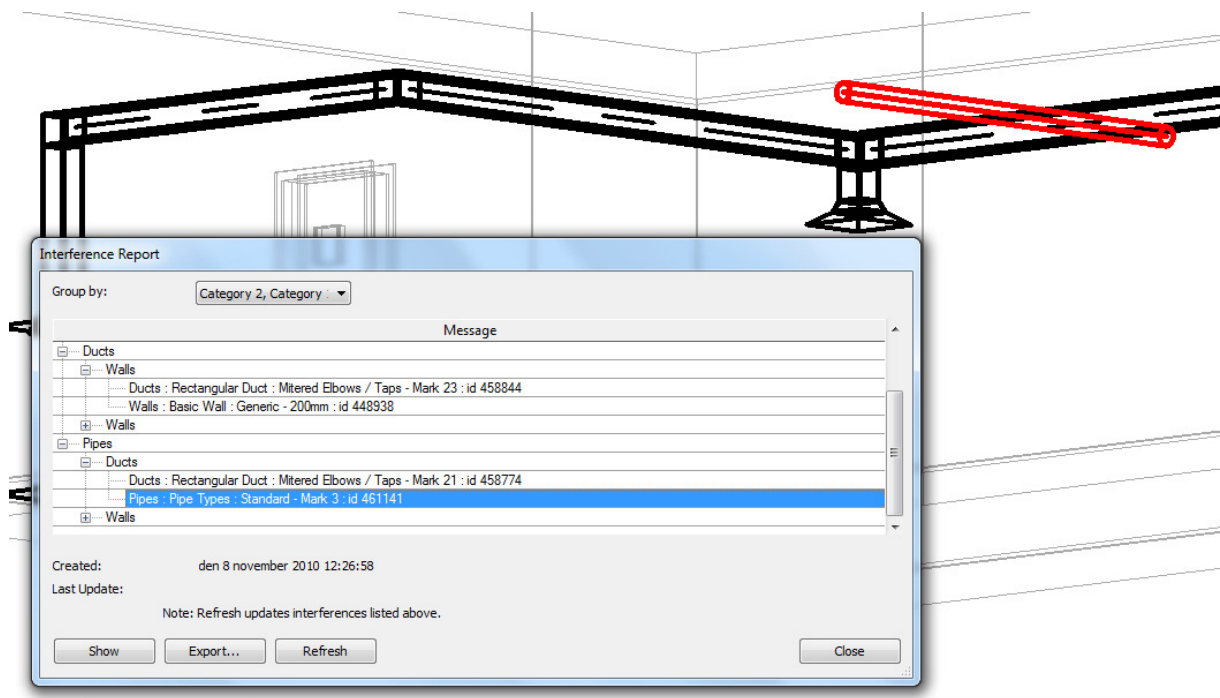 Interference Report
Group by:
Category 2, Category
Message
Ducts
Walls
Ducts : Rectangular Duct : Mitered Elbows / Taps - Mark 23 : id 458844
Walls : Basic Wall : Generic - 200mm : id 448938
Walls
Pipes
Ducts
Ducts : Rectangular Duct : Mitered Elbows / Taps - Mark 21 : id 458774
Pipes : Pipe Types : Standard - Mark 3 : id 461141
Walls
Created: den 8 november 2010 12:26:58
Last Update:
Note: Refresh updates interferences listed above.
Show Export... Refresh Close